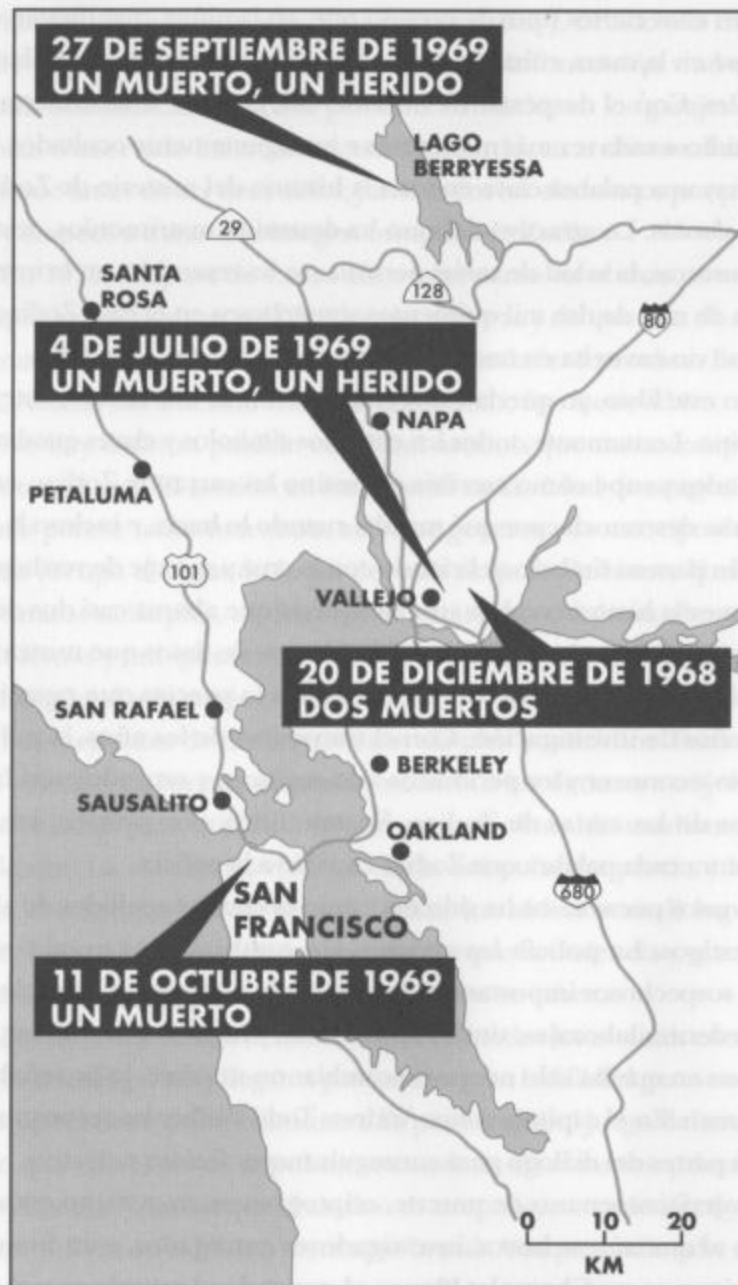 27 DE SEPTIEMBRE DE 1969
UN MUERTO, UN HERIDO
LAGO
BERRYESSA
29
SANTA
ROSA
128
80
4 DE JULIO DE 1969
UN MUERTO, UN HERIDO
NAPA
PETALUMA
101
VALLEJO
20 DE DICIEMBRE DE 1968
DOS MUERTOS
SAN RAFAEL
BERKELEY
SAUSALITO
OAKLAND
680
SAN
FRANCISCO
11 DE OCTUBRE DE 1969
UN MUERTO
0 10 20
KM